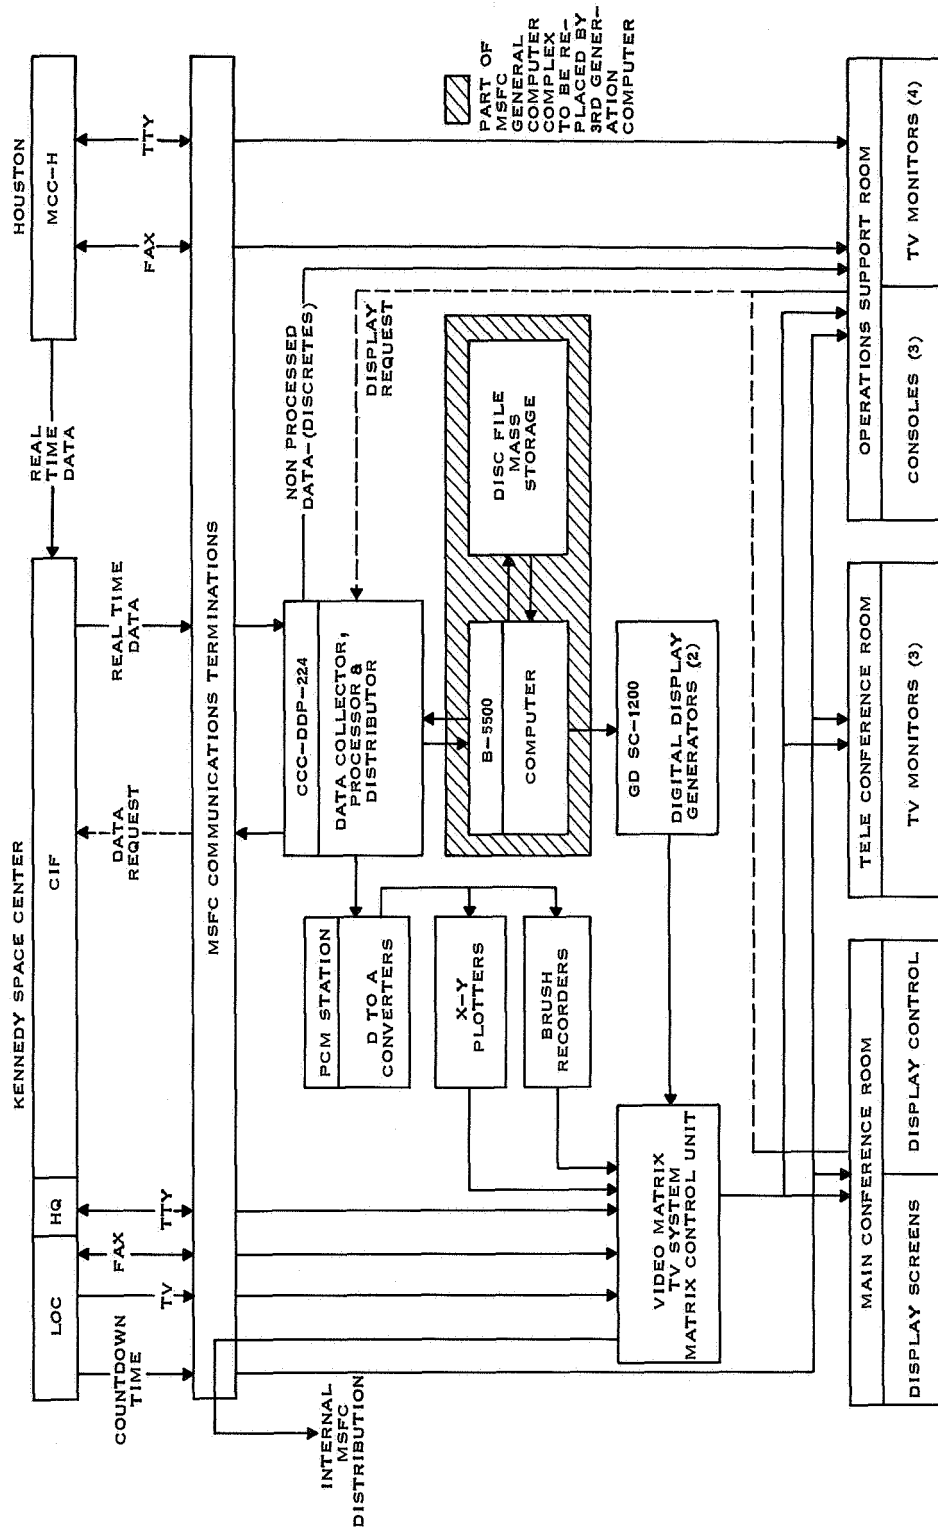 KENNEDY SPACE CENTER
HOUSTON
LOC
HQ
CIF
MCC-H
REAL
TIME
DATA
COUNTDOWN
TIME
TV
FAX
TTY
DATA
REQUEST
REAL TIME
DATA
FAX
TTY
MSFC COMMUNICATIONS TERMINATIONS
INTERNAL
MSFC
DISTRIBUTION
PCM STATION
D TO A
CONVERTERS
CCC-DDP-224
DATA COLLECTOR,
PROCESSOR &
DISTRIBUTOR
NON PROCESSED
DATA-(DISCRETES)
DISPLAY
REQUEST
X-Y
PLOTTERS
BRUSH
RECORDERS
B-5500
COMPUTER
DISC FILE
MASS
STORAGE
PART OF
MSFC
GENERAL
COMPUTER
COMPLEX
TO BE RE-
PLACED BY
3RD GENER-
ATION
COMPUTER
VIDEO MATRIX
TV SYSTEM
MATRIX CONTROL UNIT
GD SC-1200
DIGITAL DISPLAY
GENERATORS (2)
MAIN CONFERENCE ROOM
DISPLAY SCREENS
DISPLAY CONTROL
TELE CONFERENCE ROOM
TV MONITORS (3)
OPERATIONS SUPPORT ROOM
CONSOLES (3)
TV MONITORS (4)